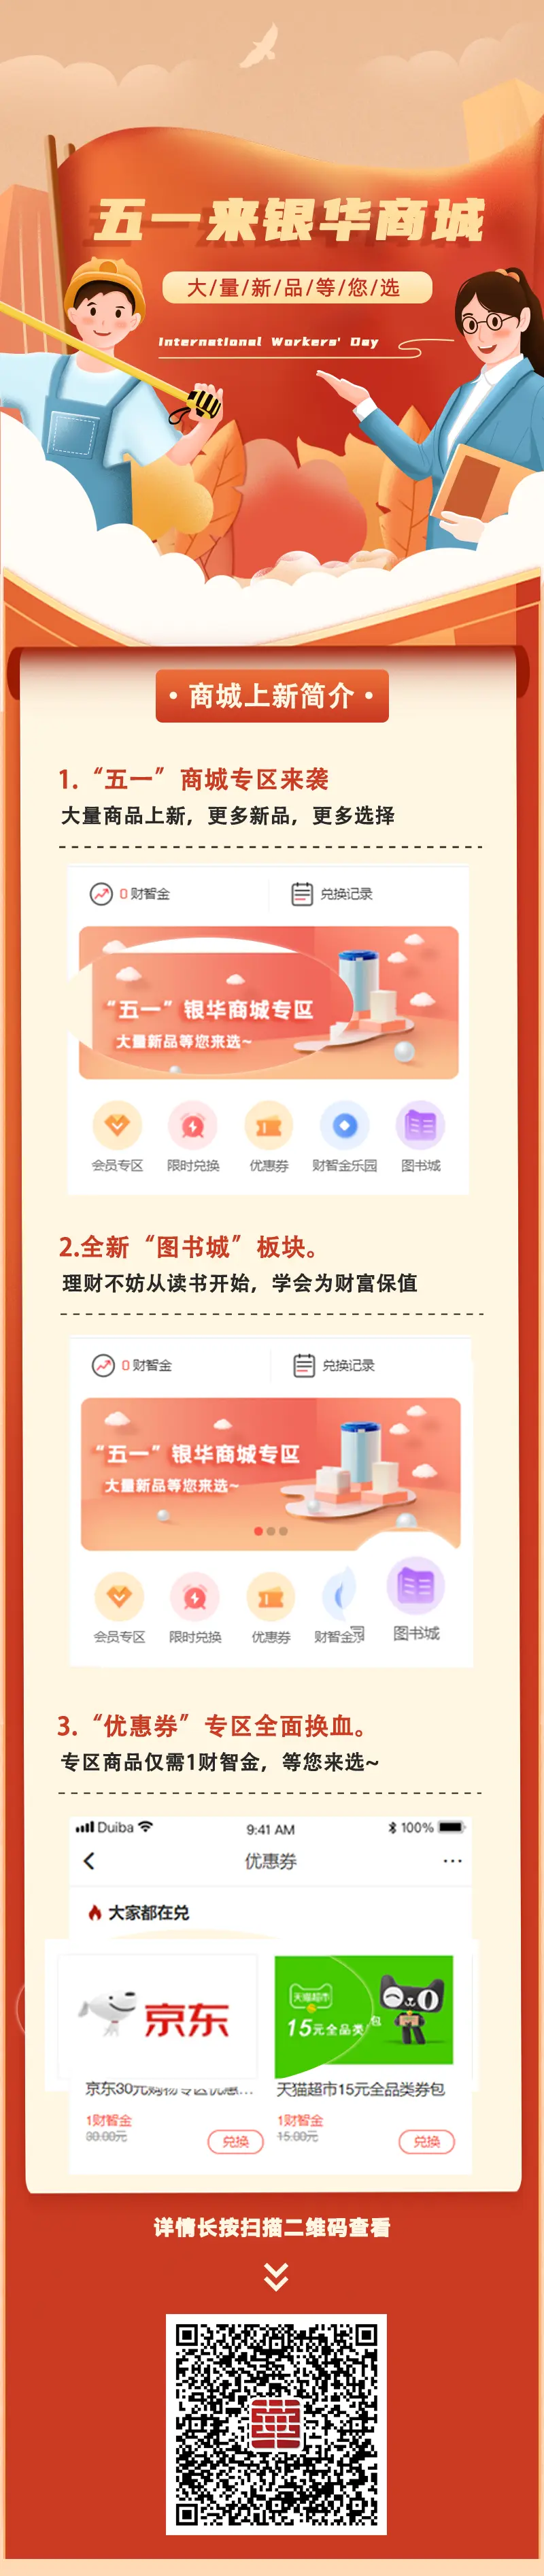 五一来银华商城
大/量/新/品/等/您/选
International Workers' Day
·商城上新简介·
1.“五一”商城专区来袭
大量商品上新，更多新品，更多选择
0 财智金 兑换记录
“五一”银华商城专区
大量新品等您来选~
会员专区 限时兑换 优惠券 财智金乐园 图书城
2.全新“图书城”板块。
理财不妨从读书开始，学会为财富保值
0 财智金 兑换记录
“五一”银华商城专区
大量新品等您来选~
会员专区 限时兑换 优惠券 财智金 图书城
3.“优惠券”专区全面换血。
专区商品仅需1财智金，等您来选~
Duiba 9:41 AM 100%
优惠券 ...
大家都在兑
京东
天猫超市
15元全品类 包
京东30元购物专区优惠... 天猫超市15元全品类券包
1财智金 1财智金
30.00元 兑换 15.00元 兑换
详情长按扫描二维码查看
華